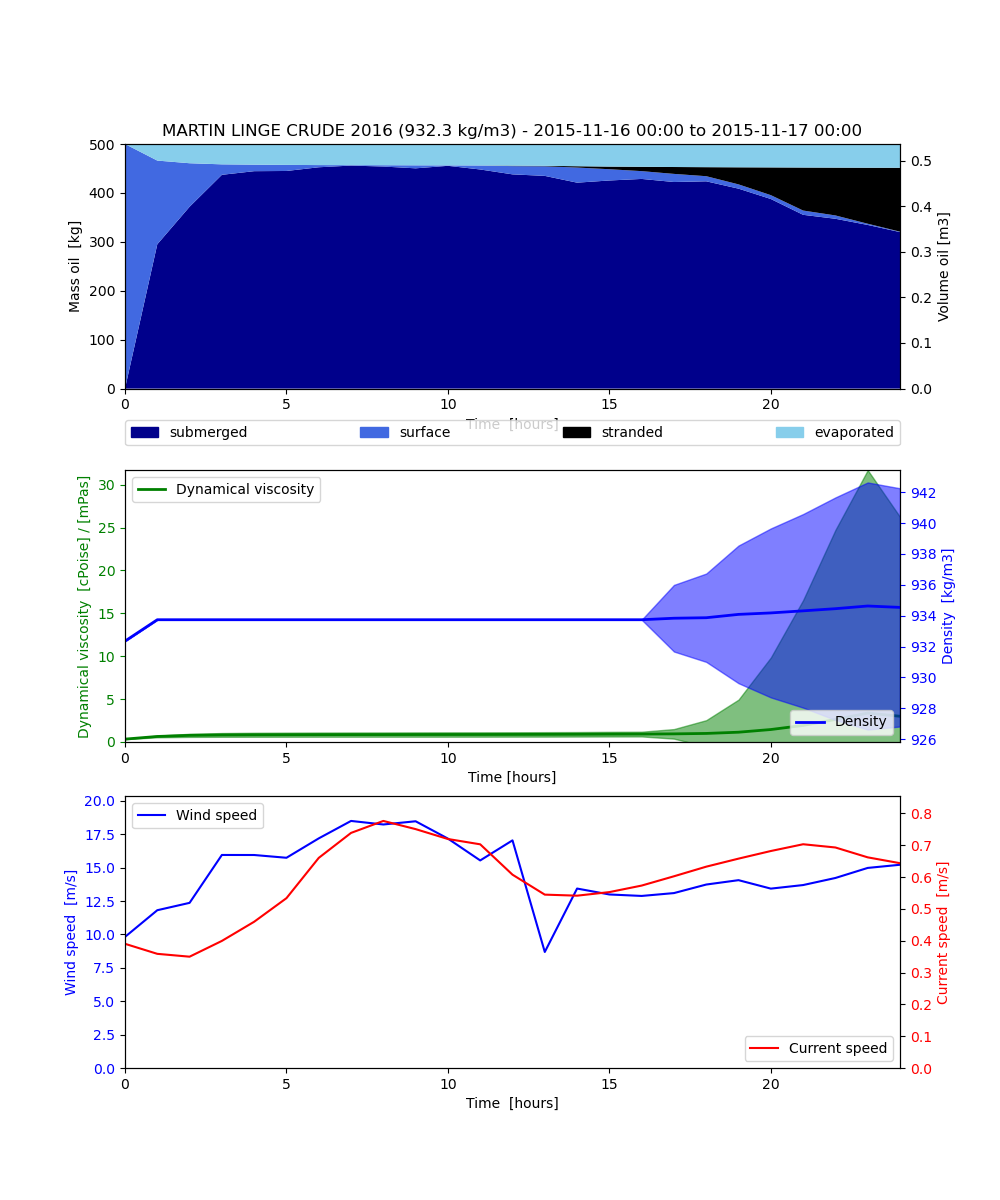 MARTIN LINGE CRUDE 2016 (932.3 kg/m3) - 2015-11-16 00:00 to 2015-11-17 00:00
500
400
300
200
100
0
Mass oil  [kg]
0.5
0.4
0.3
0.2
0.1
0.0
Volume oil [m3]
0 5 10 15 20
Time  [hours]
submerged surface stranded evaporated
Dynamical viscosity
30
25
20
15
10
5
0
Dynamical viscosity  [cPoise] / [mPas]
942
940
938
936
934
932
930
928
926
Density  [kg/m3]
Density
0 5 10 15 20
Time [hours]
Wind speed
20.0
17.5
15.0
12.5
10.0
7.5
5.0
2.5
0.0
Wind speed  [m/s]
0.8
0.7
0.6
0.5
0.4
0.3
0.2
0.1
0.0
Current speed  [m/s]
Current speed
0 5 10 15 20
Time  [hours]